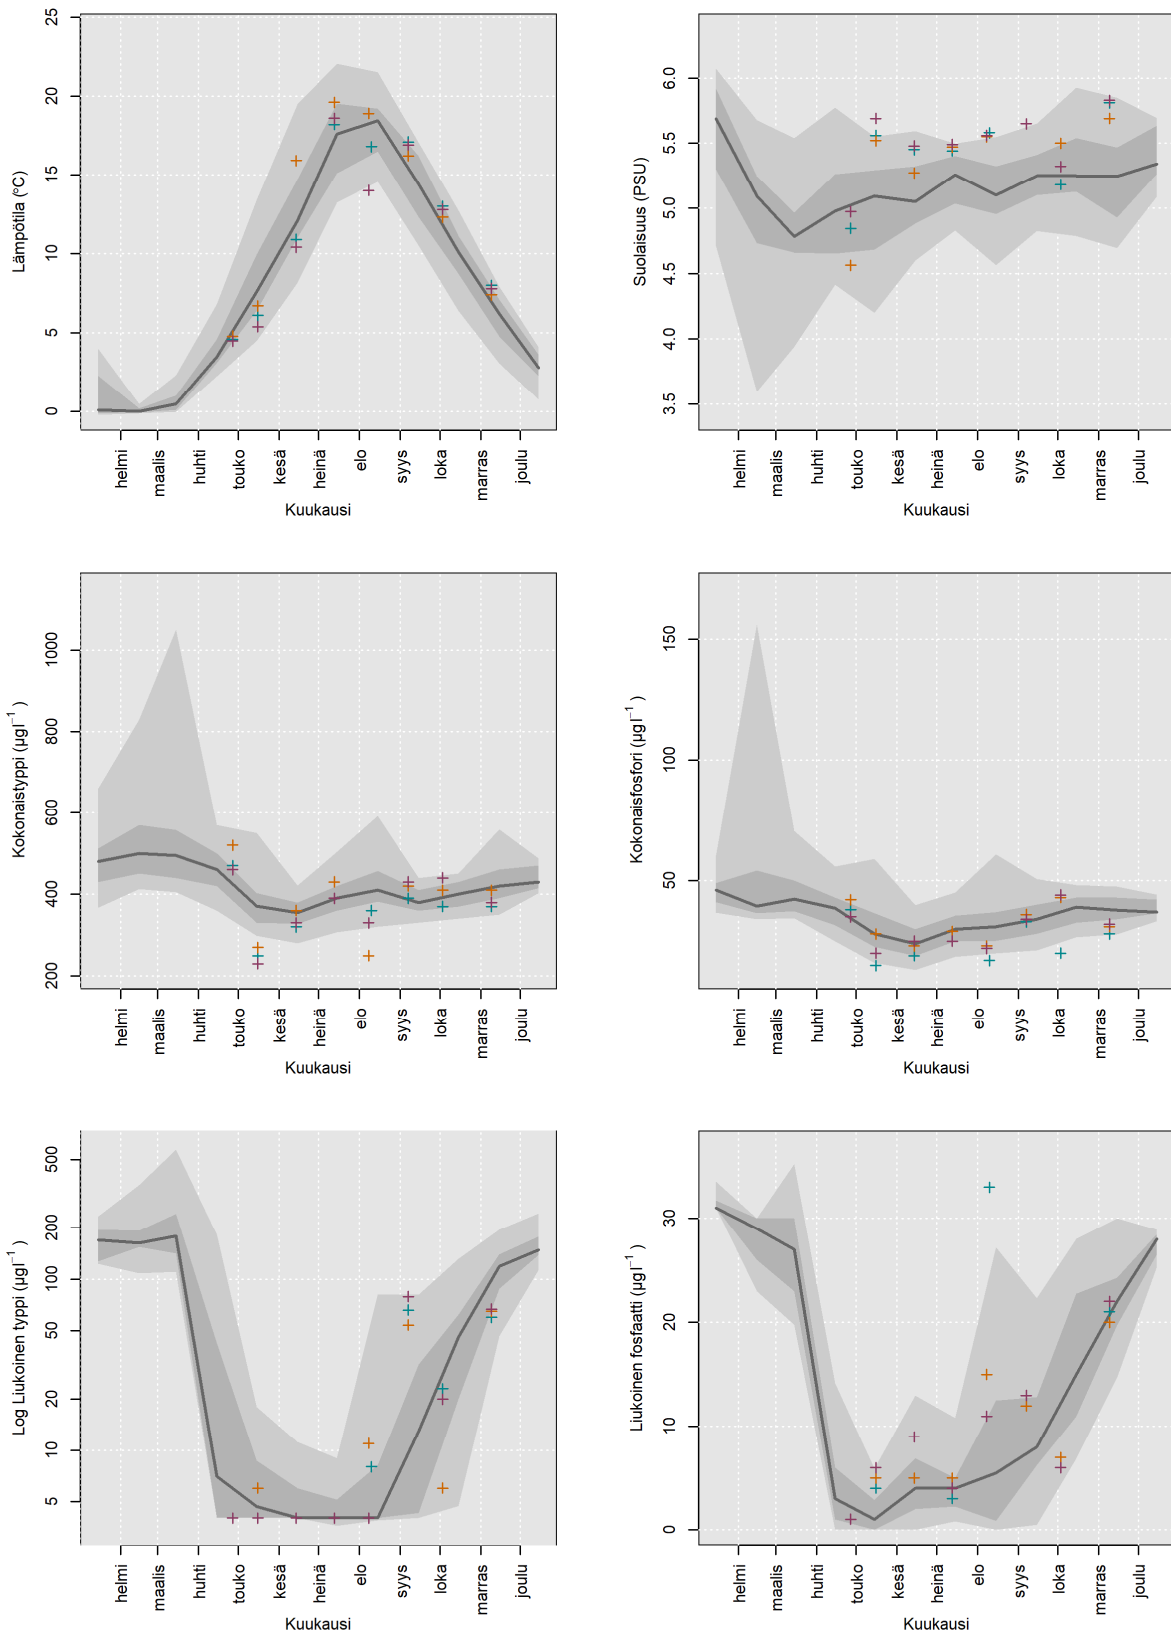 Lämpötila (°C)
0
5
10
15
20
25
helmi
maalis
huhti
touko
kesä
heinä
elo
syys
loka
marras
joulu
Kuukausi
Suolaisuus (PSU)
3.5
4.0
4.5
5.0
5.5
6.0
helmi
maalis
huhti
touko
kesä
heinä
elo
syys
loka
marras
joulu
Kuukausi
Kokonaistyppi (µgl⁻¹ )
200
400
600
800
1000
helmi
maalis
huhti
touko
kesä
heinä
elo
syys
loka
marras
joulu
Kuukausi
Kokonaisfosfori (µgl⁻¹ )
50
100
150
helmi
maalis
huhti
touko
kesä
heinä
elo
syys
loka
marras
joulu
Kuukausi
Log Liukoinen typpi (µgl⁻¹ )
5
10
20
50
100
200
500
helmi
maalis
huhti
touko
kesä
heinä
elo
syys
loka
marras
joulu
Kuukausi
Liukoinen fosfaatti (µgl⁻¹ )
0
10
20
30
helmi
maalis
huhti
touko
kesä
heinä
elo
syys
loka
marras
joulu
Kuukausi